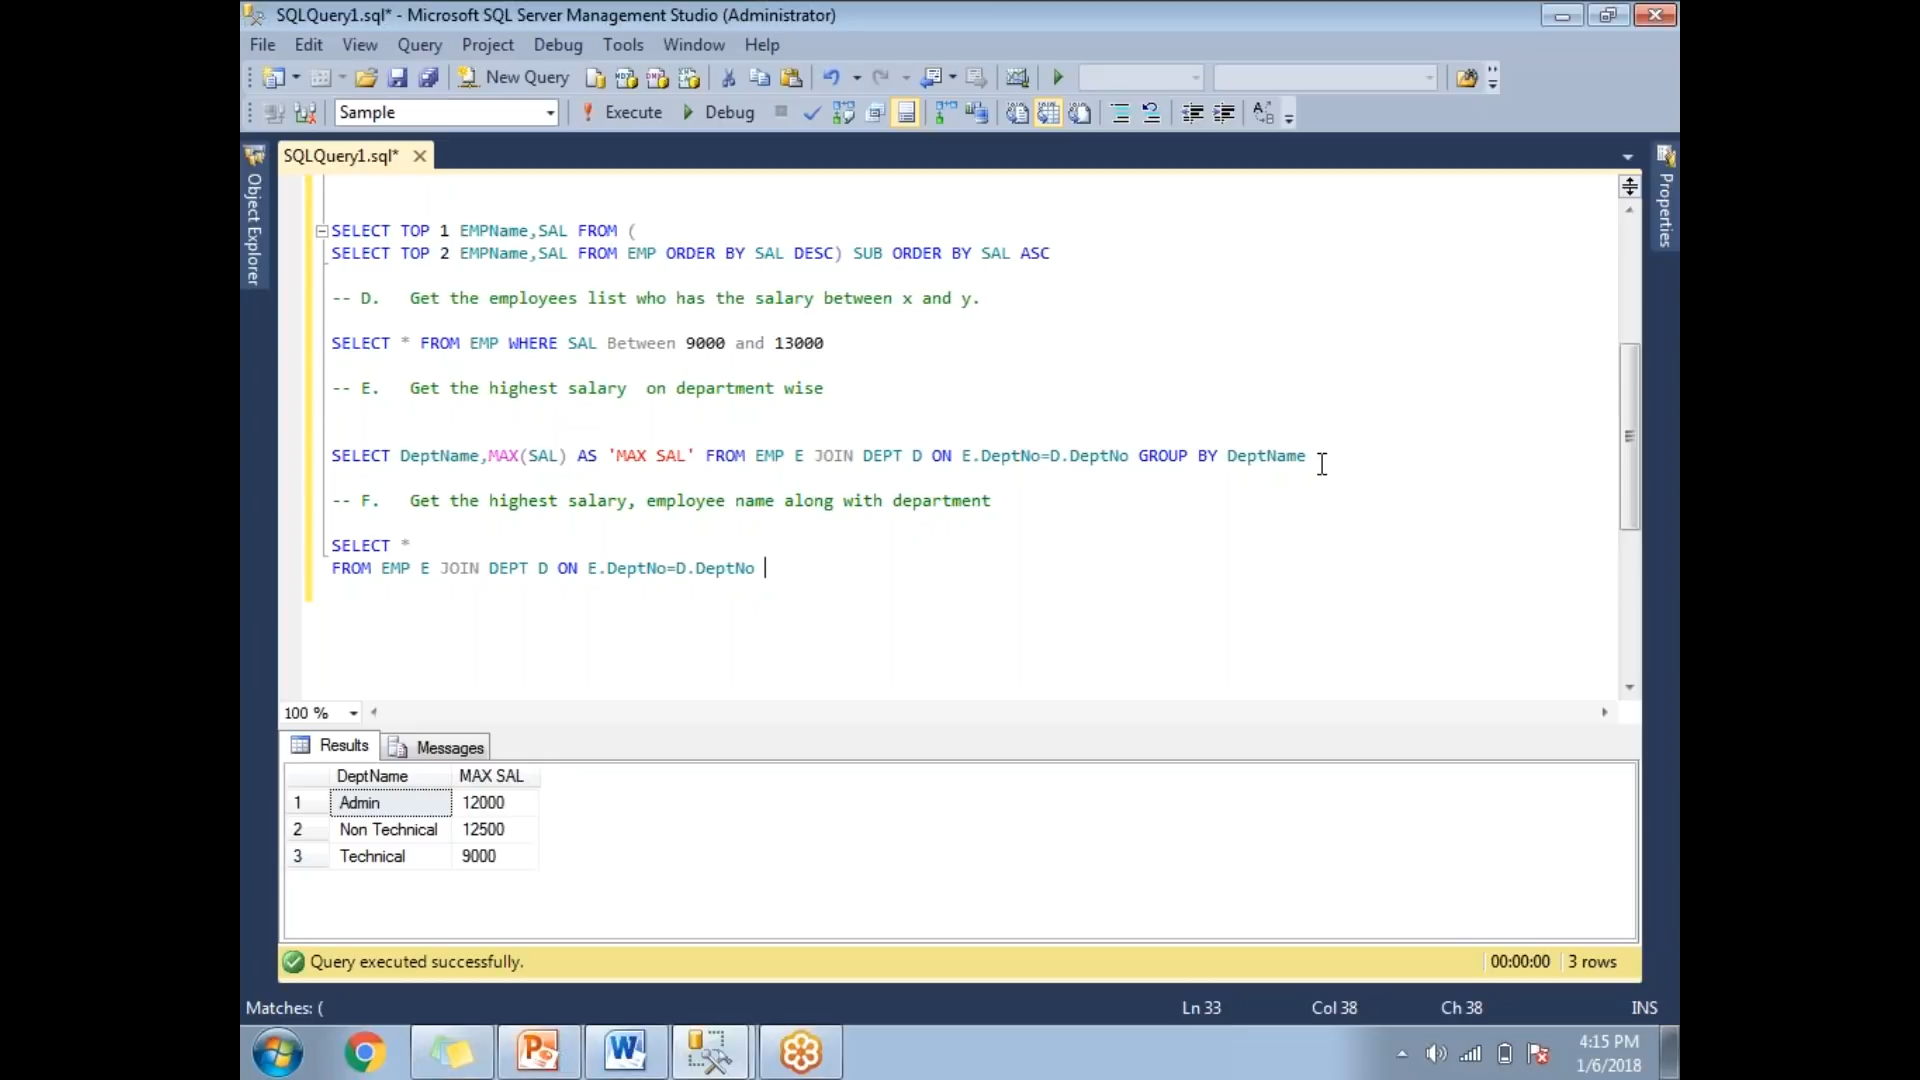 SQLQuery1.sql* - Microsoft SQL Server Management Studio (Administrator)
File Edit View Query Project Debug Tools Window Help
New Query
Sample Execute Debug
SQLQuery1.sql*
Object Explorer
Properties
SELECT TOP 1 EMPName,SAL FROM (
SELECT TOP 2 EMPName,SAL FROM EMP ORDER BY SAL DESC) SUB ORDER BY SAL ASC
-- D. Get the employees list who has the salary between x and y.
SELECT * FROM EMP WHERE SAL Between 9000 and 13000
-- E. Get the highest salary on department wise
SELECT DeptName,MAX(SAL) AS 'MAX SAL' FROM EMP E JOIN DEPT D ON E.DeptNo=D.DeptNo GROUP BY DeptName
-- F. Get the highest salary, employee name along with department
SELECT *
FROM EMP E JOIN DEPT D ON E.DeptNo=D.DeptNo
100 %
Results Messages
DeptName MAX SAL
1 Admin 12000
2 Non Technical 12500
3 Technical 9000
Query executed successfully. 00:00:00 3 rows
Matches: ( Ln 33 Col 38 Ch 38 INS
4:15 PM
1/6/2018